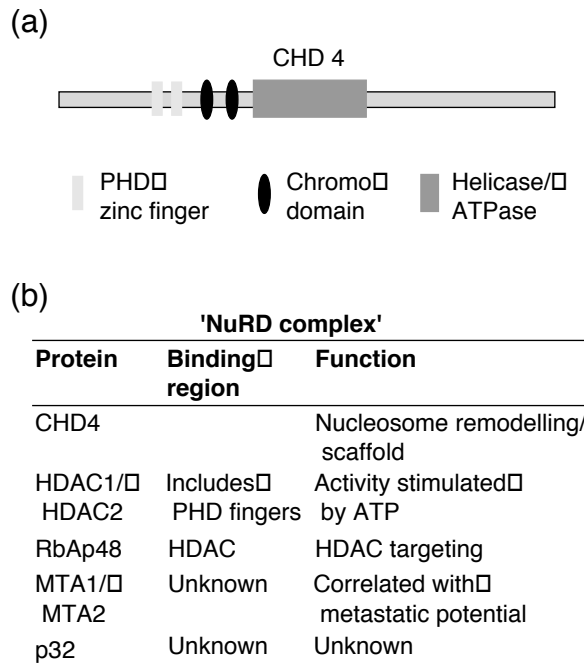 (a)
CHD 4
PHD□ Chromo□ Helicase/□
zinc finger domain ATPase
(b)
'NuRD complex'
Protein Binding□ Function
region
CHD4 Nucleosome remodelling/
scaffold
HDAC1/□ Includes□ Activity stimulated□
HDAC2 PHD fingers by ATP
RbAp48 HDAC HDAC targeting
MTA1/□ Unknown Correlated with□
MTA2 metastatic potential
p32 Unknown Unknown